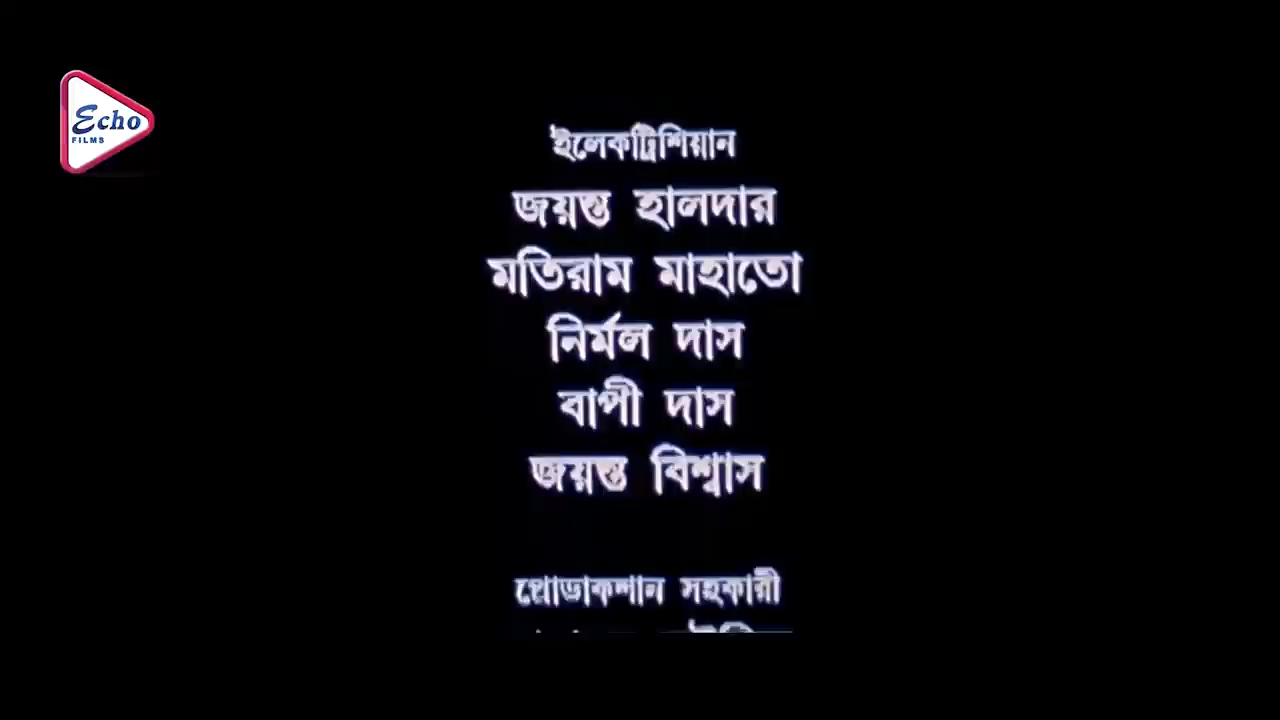 Echo
FILMS
ইলেকট্রিশিয়ান
জয়ন্ত হালদার
মতিরাম মাহাতো
নির্মল দাস
বাপী দাস
জয়ন্ত বিশ্বাস
প্রোডাকশান সহকারী